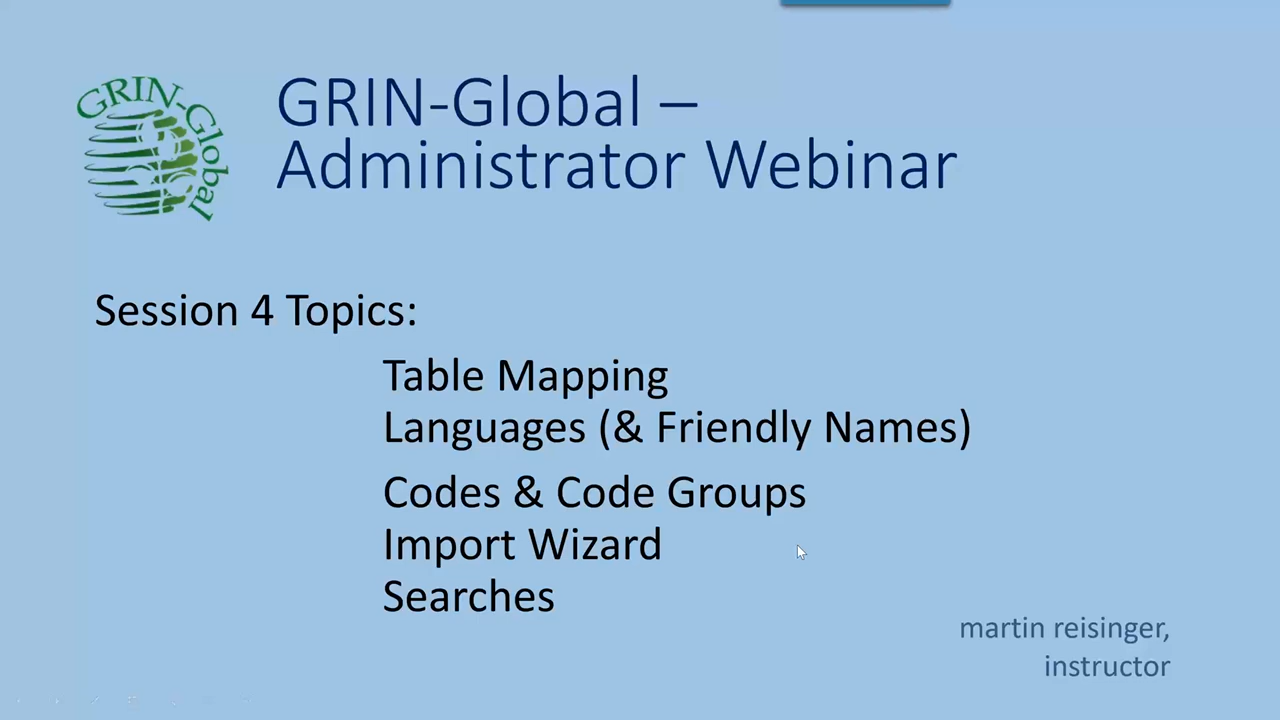 GRIN-Global
GRIN-Global –
Administrator Webinar
Session 4 Topics:
Table Mapping
Languages (& Friendly Names)
Codes & Code Groups
Import Wizard
Searches
martin reisinger,
instructor